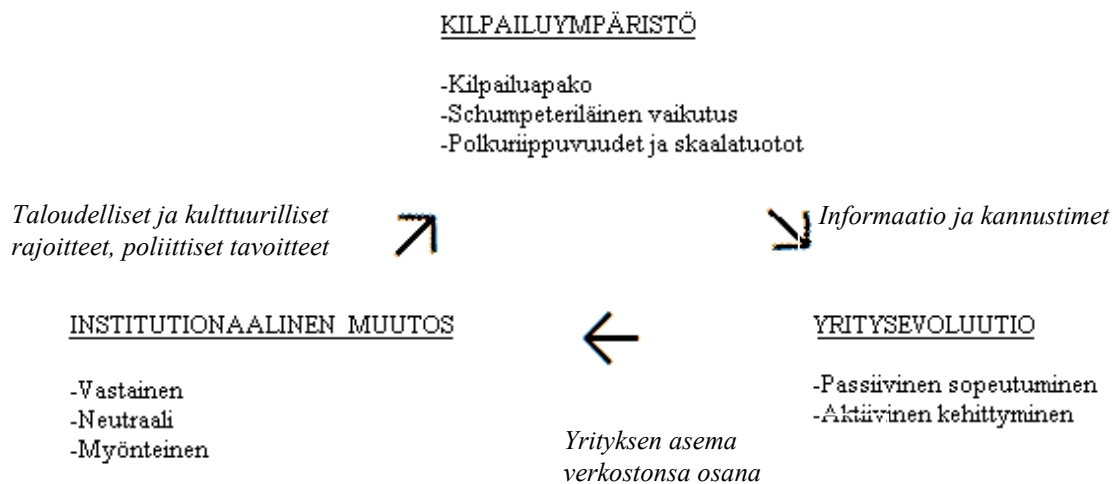 KILPAILUYMPÄRISTÖ
-Kilpailuapako
-Schumpeteriläinen vaikutus
-Polkuriippuvuudet ja skaalatuotot
Taloudelliset ja kulttuurilliset
rajoitteet, poliittiset tavoitteet
Informaatio ja kannustimet
INSTITUTIONAALINEN MUUTOS
-Vastainen
-Neutraali
-Myönteinen
YRITYSEVOLUUTIO
-Passiivinen sopeutuminen
-Aktiivinen kehittyminen
Yrityksen asema
verkostonsa osana